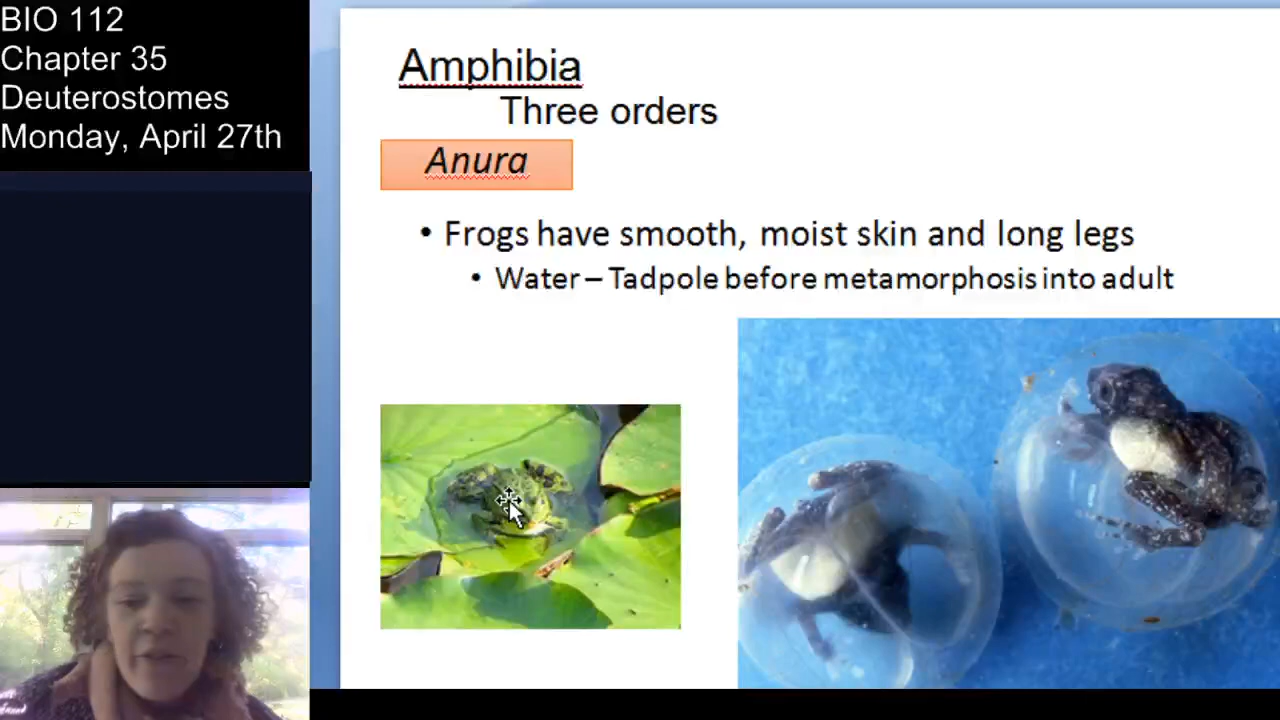 BIO 112
Chapter 35
Deuterostomes
Monday, April 27th
Amphibia
Three orders
Anura
• Frogs have smooth, moist skin and long legs
• Water – Tadpole before metamorphosis into adult